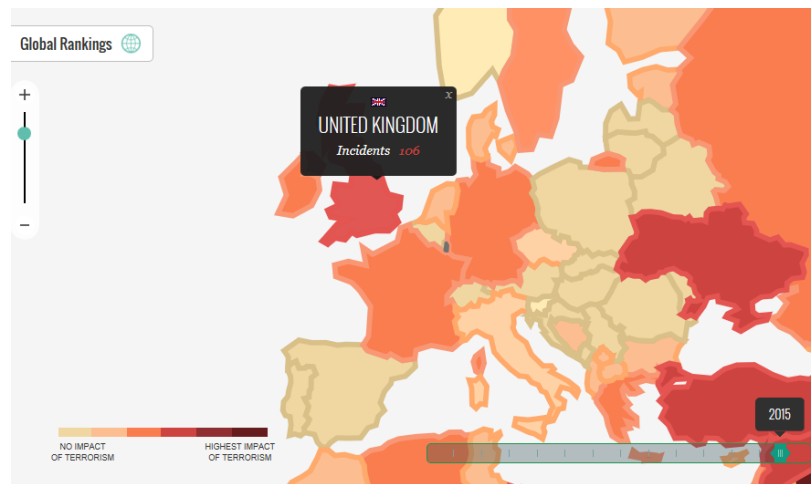 Global Rankings
+
x
UNITED KINGDOM
Incidents 106
−
2015
NO IMPACT
OF TERRORISM
HIGHEST IMPACT
OF TERRORISM